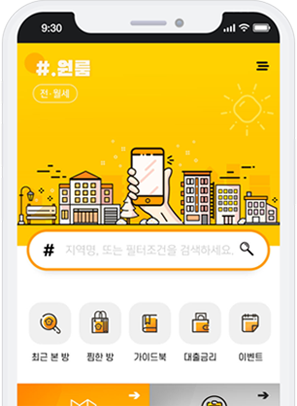 9:30
#.원룸
전·월세
# 지역명, 또는 필터조건을 검색하세요.
최근 본 방 찜한 방 가이드북 대출금리 이벤트